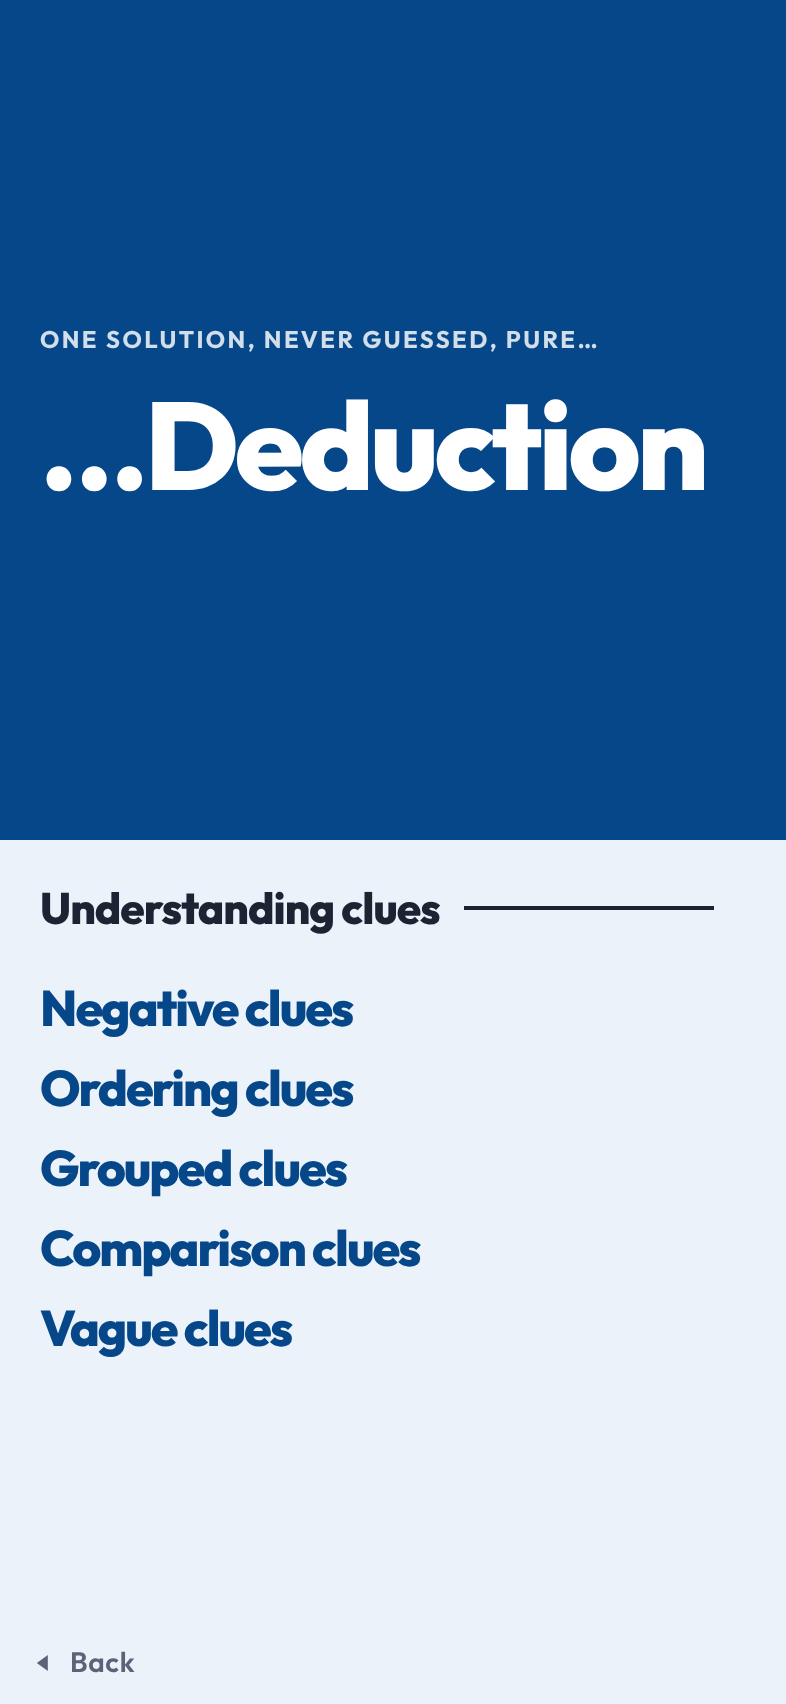 ONE SOLUTION, NEVER GUESSED, PURE…
…Deduction
Understanding clues
Negative clues
Ordering clues
Grouped clues
Comparison clues
Vague clues
Back